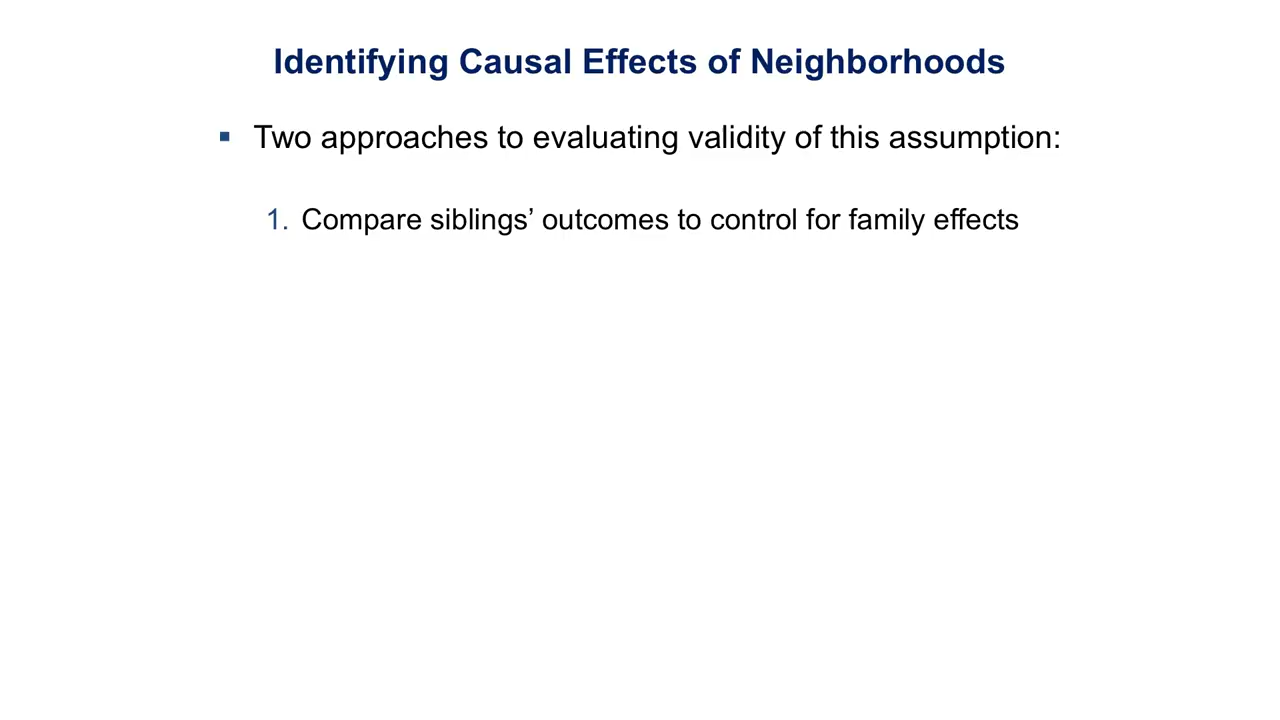 Identifying Causal Effects of Neighborhoods
▪ Two approaches to evaluating validity of this assumption:
1. Compare siblings’ outcomes to control for family effects